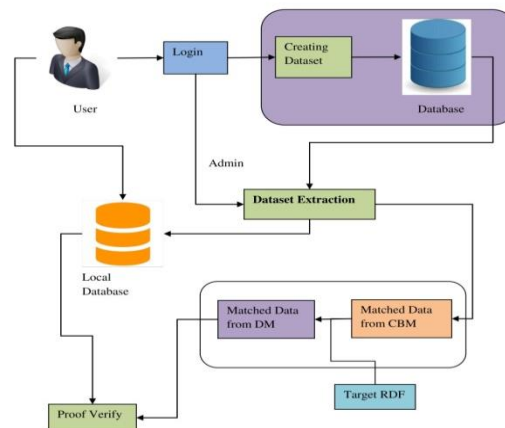 Login
Creating
Dataset
User
Database
Admin
Dataset Extraction
Local
Database
Matched Data
from DM
Matched Data
from CBM
Target RDF
Proof Verify